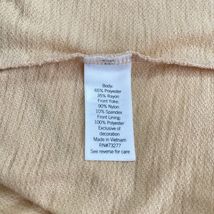 Body:
65% Polyester
35% Rayon
Front Yoke:
90% Nylon
10% Spandex
Front Lining:
100% Polyester
Exclusive of
decoration
Made in Vietnam
RN#73277
See reverse for care